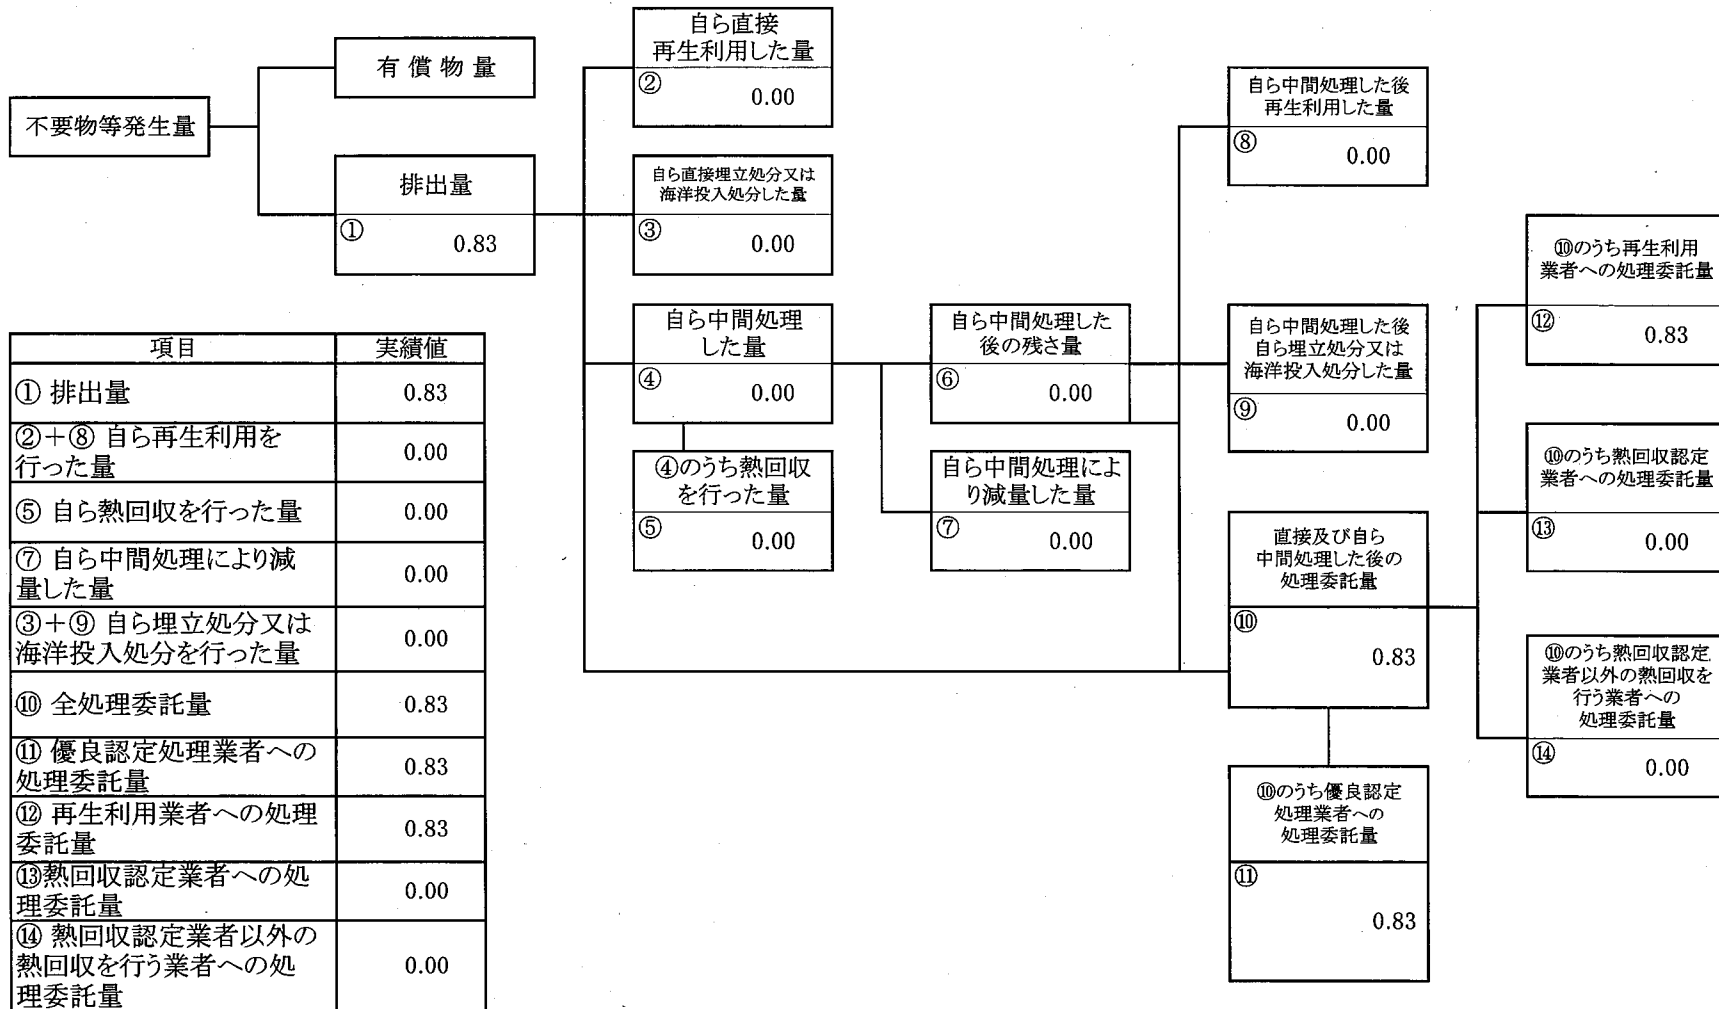 不要物等発生量
有償物量
排出量
①
0.83
自ら直接
再生利用した量
②
0.00
自ら直接埋立処分又は
海洋投入処分した量
③
0.00
自ら中間処理
した量
④
0.00
④のうち熱回収
を行った量
⑤
0.00
自ら中間処理した
後の残さ量
⑥
0.00
自ら中間処理によ
り減量した量
⑦
0.00
自ら中間処理した後
再生利用した量
⑧
0.00
自ら中間処理した後
自ら埋立処分又は
海洋投入処分した量
⑨
0.00
直接及び自ら
中間処理した後の
処理委託量
⑩
0.83
⑩のうち優良認定
処理業者への
処理委託量
⑪
0.83
⑩のうち再生利用
業者への処理委託量
⑫
0.83
⑩のうち熱回収認定
業者への処理委託量
⑬
0.00
⑩のうち熱回収認定
業者以外の熱回収を
行う業者への
処理委託量
⑭
0.00
項目 実績値
① 排出量 0.83
②+⑧ 自ら再生利用を
行った量
0.00
⑤ 自ら熱回収を行った量 0.00
⑦ 自ら中間処理により減
量した量
0.00
③+⑨ 自ら埋立処分又は
海洋投入処分を行った量
0.00
⑩ 全処理委託量 0.83
⑪ 優良認定処理業者への
処理委託量
0.83
⑫ 再生利用業者への処理
委託量
0.83
⑬熱回収認定業者への処
理委託量
0.00
⑭ 熱回収認定業者以外の
熱回収を行う業者への処
理委託量
0.00